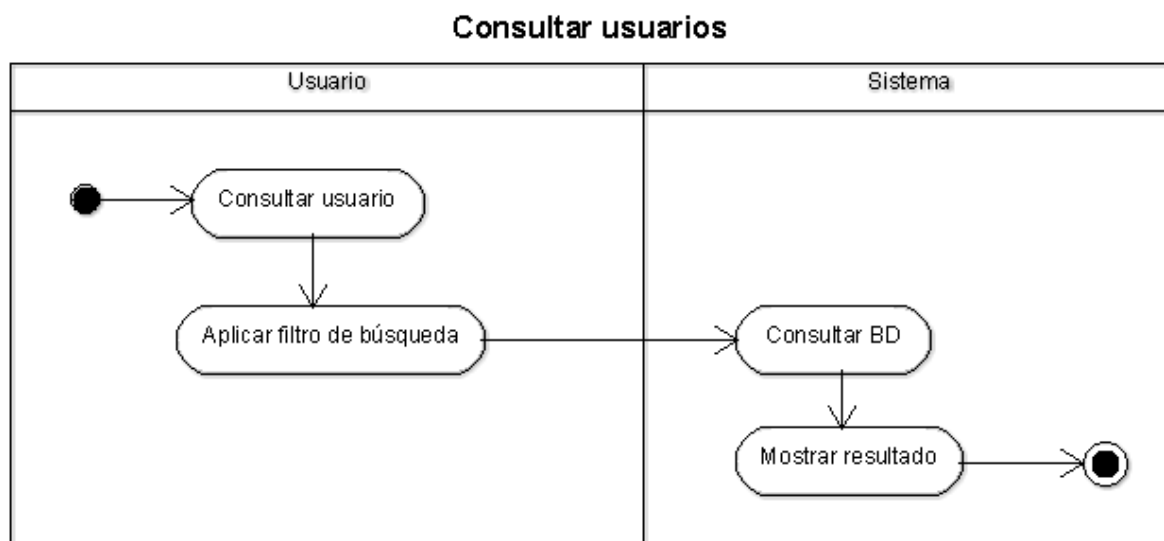 Consultar usuarios
Usuario
Sistema
Consultar usuario
Aplicar filtro de búsqueda
Consultar BD
Mostrar resultado